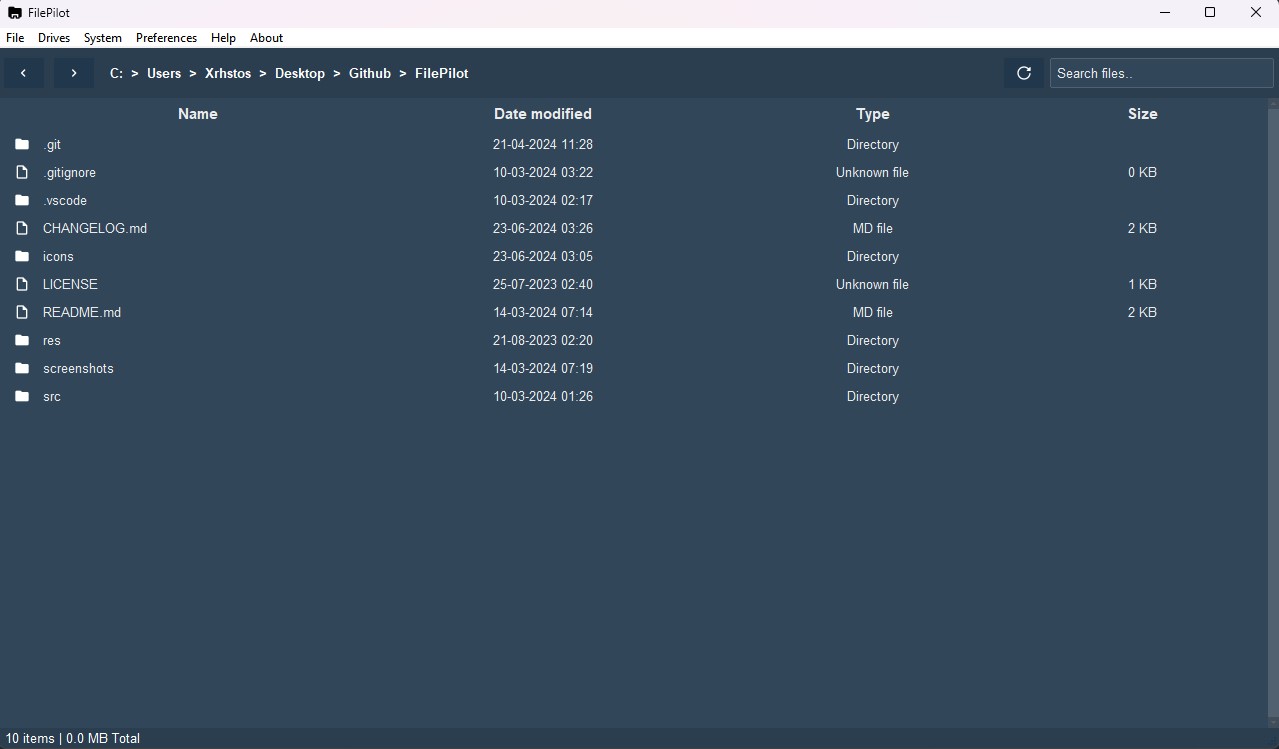 FilePilot
File Drives System Preferences Help About
< > C: > Users > Xrhstos > Desktop > Github > FilePilot Search files..
Name Date modified Type Size
.git 21-04-2024 11:28 Directory
.gitignore 10-03-2024 03:22 Unknown file 0 KB
.vscode 10-03-2024 02:17 Directory
CHANGELOG.md 23-06-2024 03:26 MD file 2 KB
icons 23-06-2024 03:05 Directory
LICENSE 25-07-2023 02:40 Unknown file 1 KB
README.md 14-03-2024 07:14 MD file 2 KB
res 21-08-2023 02:20 Directory
screenshots 14-03-2024 07:19 Directory
src 10-03-2024 01:26 Directory
10 items | 0.0 MB Total